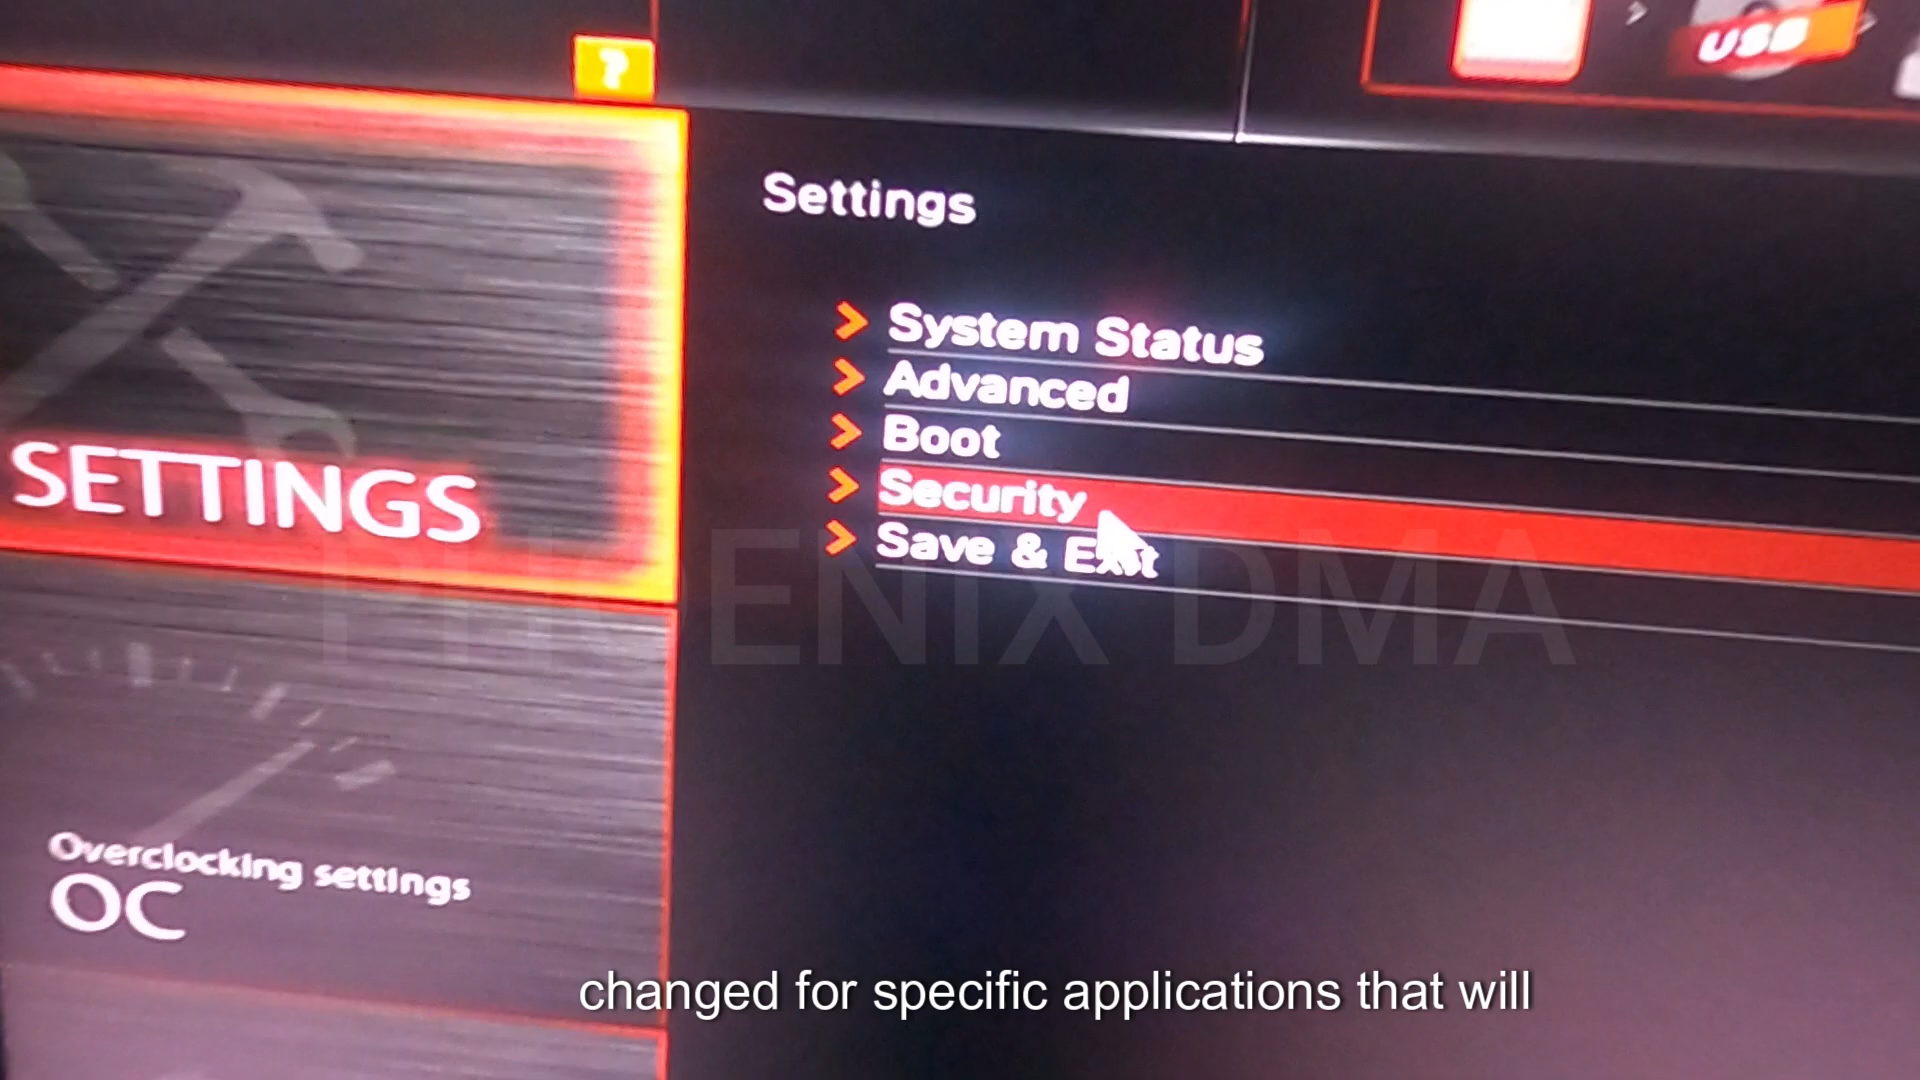 ?
USB
Settings
System Status
Advanced
Boot
Security
Save & Exit
SETTINGS
PHOENIX DMA
Overclocking settings
OC
changed for specific applications that will